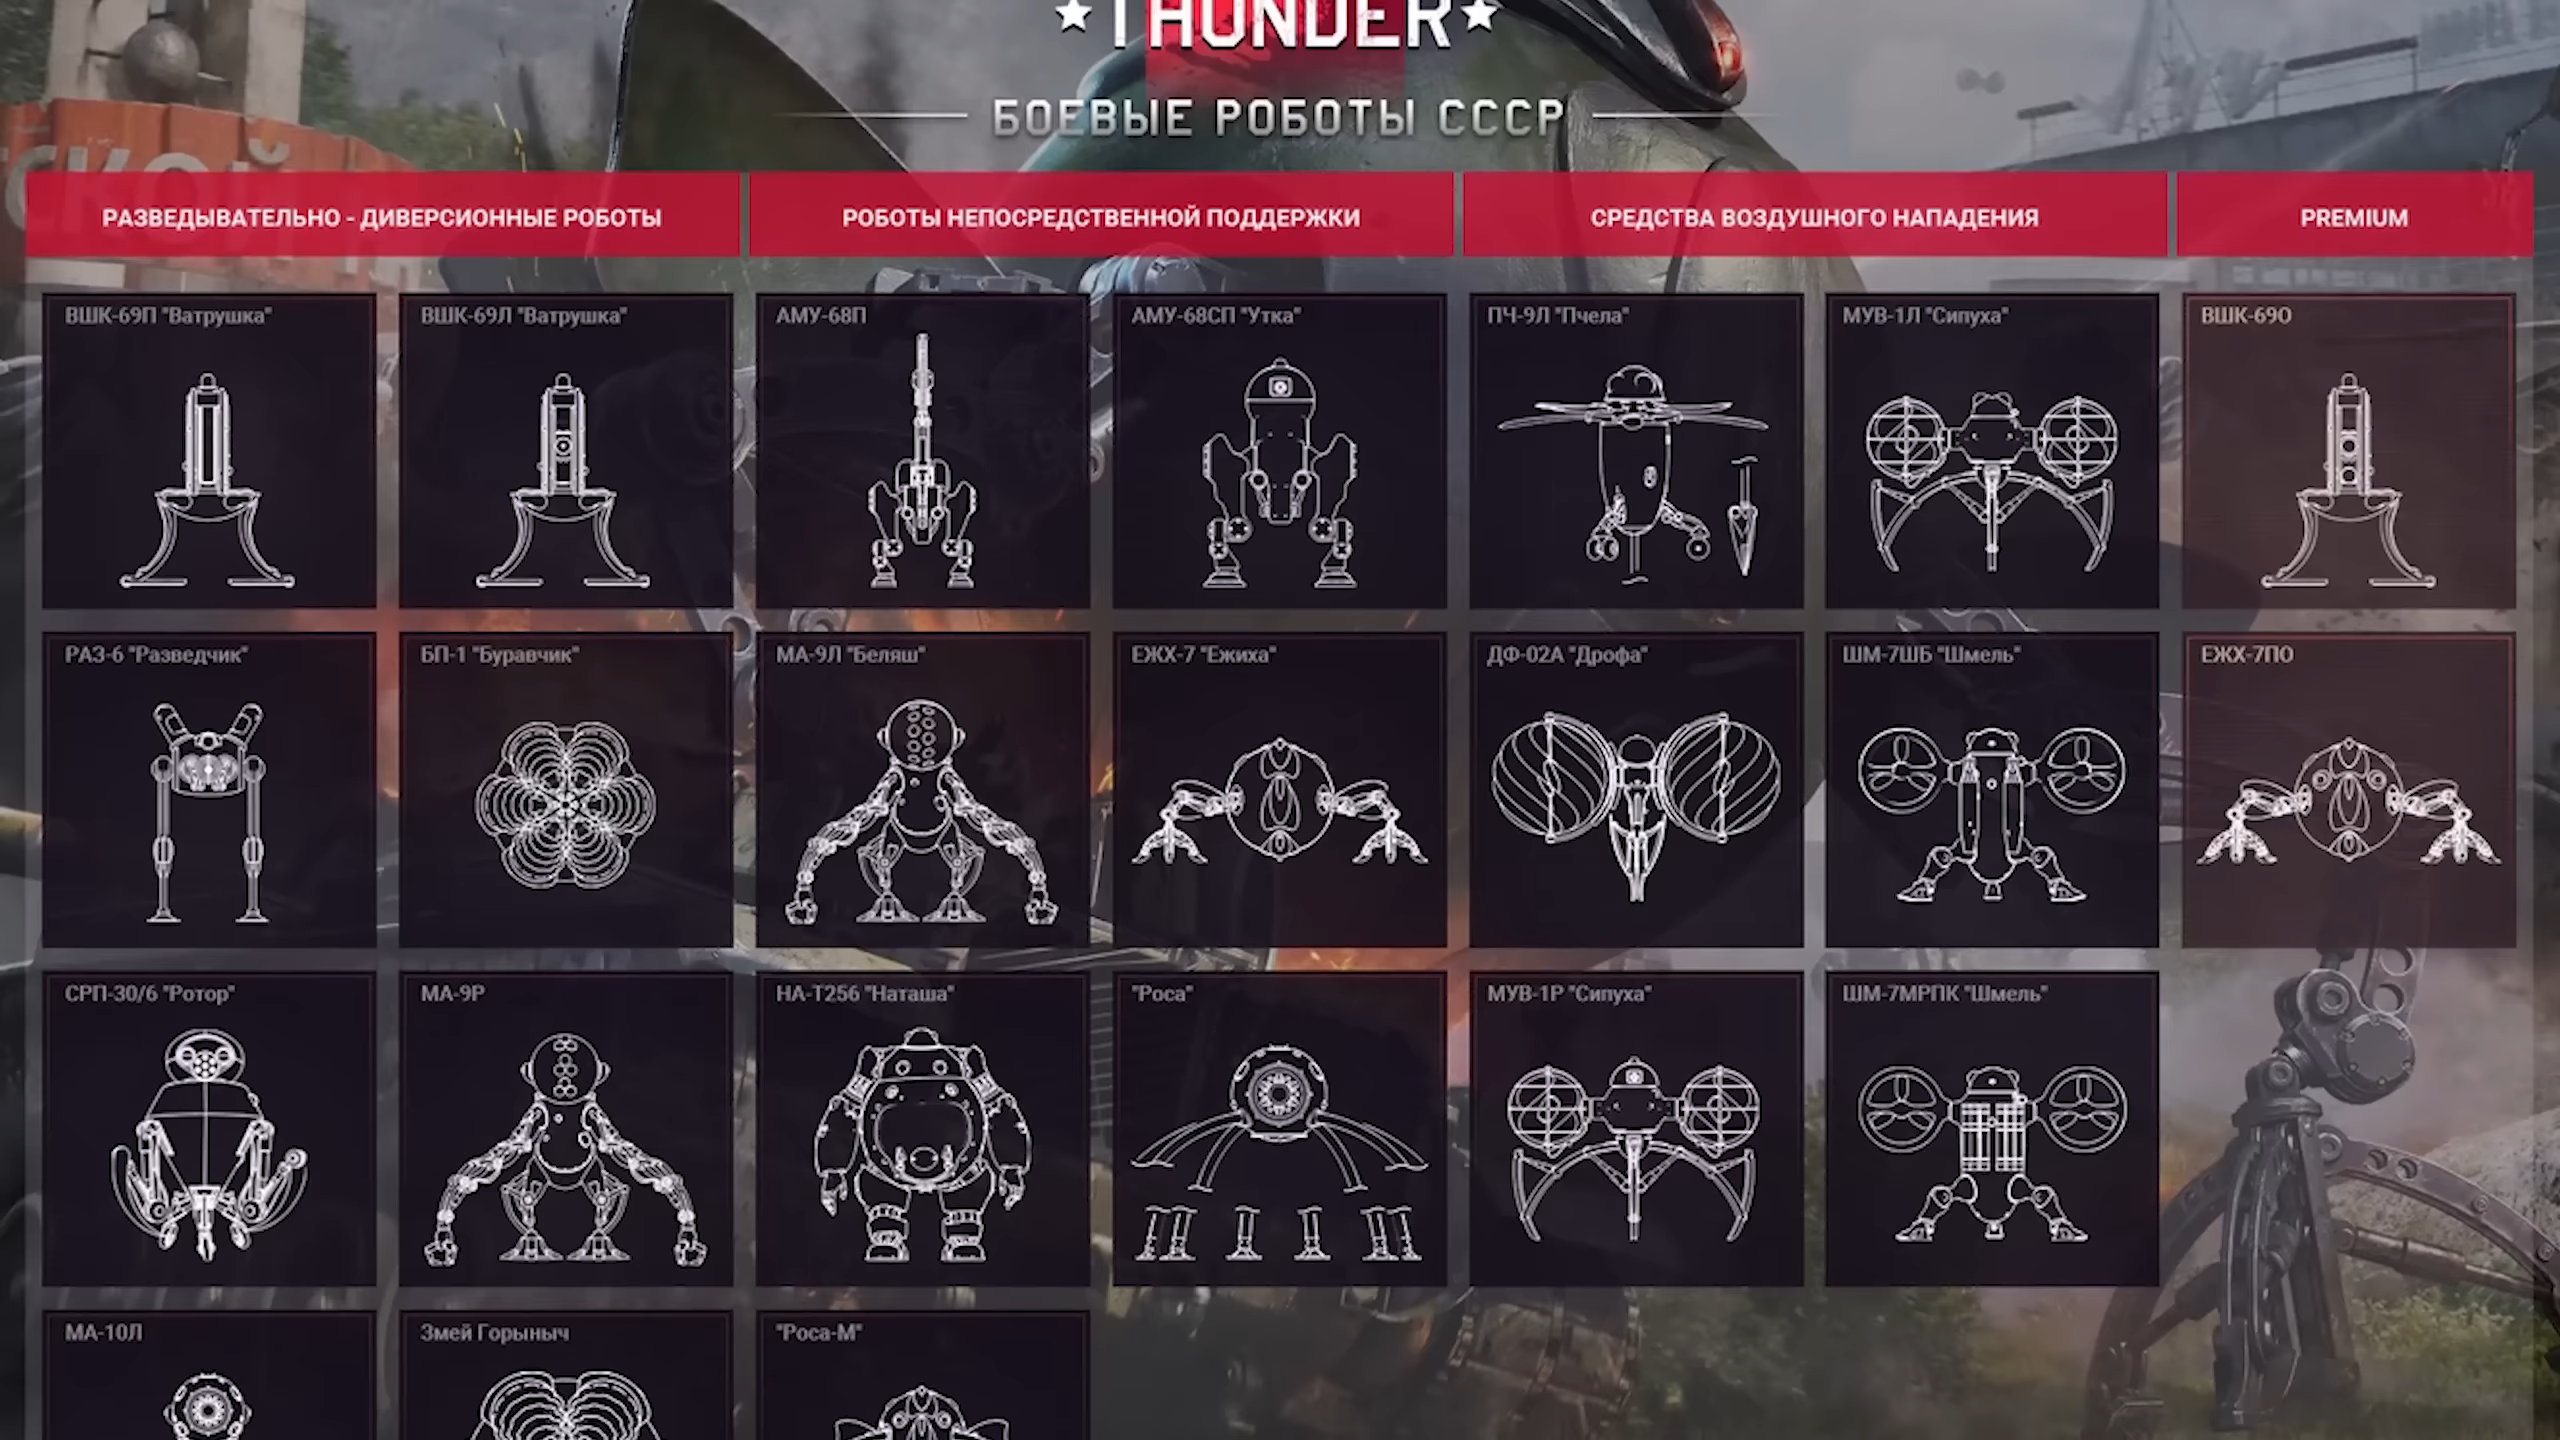 ★THUNDER★
БОЕВЫЕ РОБОТЫ СССР
СКОЙ
РАЗВЕДЫВАТЕЛЬНО - ДИВЕРСИОННЫЕ РОБОТЫ
РОБОТЫ НЕПОСРЕДСТВЕННОЙ ПОДДЕРЖКИ
СРЕДСТВА ВОЗДУШНОГО НАПАДЕНИЯ
PREMIUM
ВШК-69П "Ватрушка"
ВШК-69Л "Ватрушка"
АМУ-68П
АМУ-68СП "Утка"
ПЧ-9Л "Пчела"
МУВ-1Л "Сипуха"
ВШК-69О
РАЗ-6 "Разведчик"
БП-1 "Буравчик"
МА-9Л "Беляш"
ЕЖХ-7 "Ежиха"
ДФ-02А "Дрофа"
ШМ-7ШБ "Шмель"
ЕЖХ-7ПО
СРП-30/6 "Ротор"
МА-9Р
НА-Т256 "Наташа"
"Роса"
МУВ-1Р "Сипуха"
ШМ-7МРПК "Шмель"
МА-10Л
Змей Горыныч
"Роса-М"